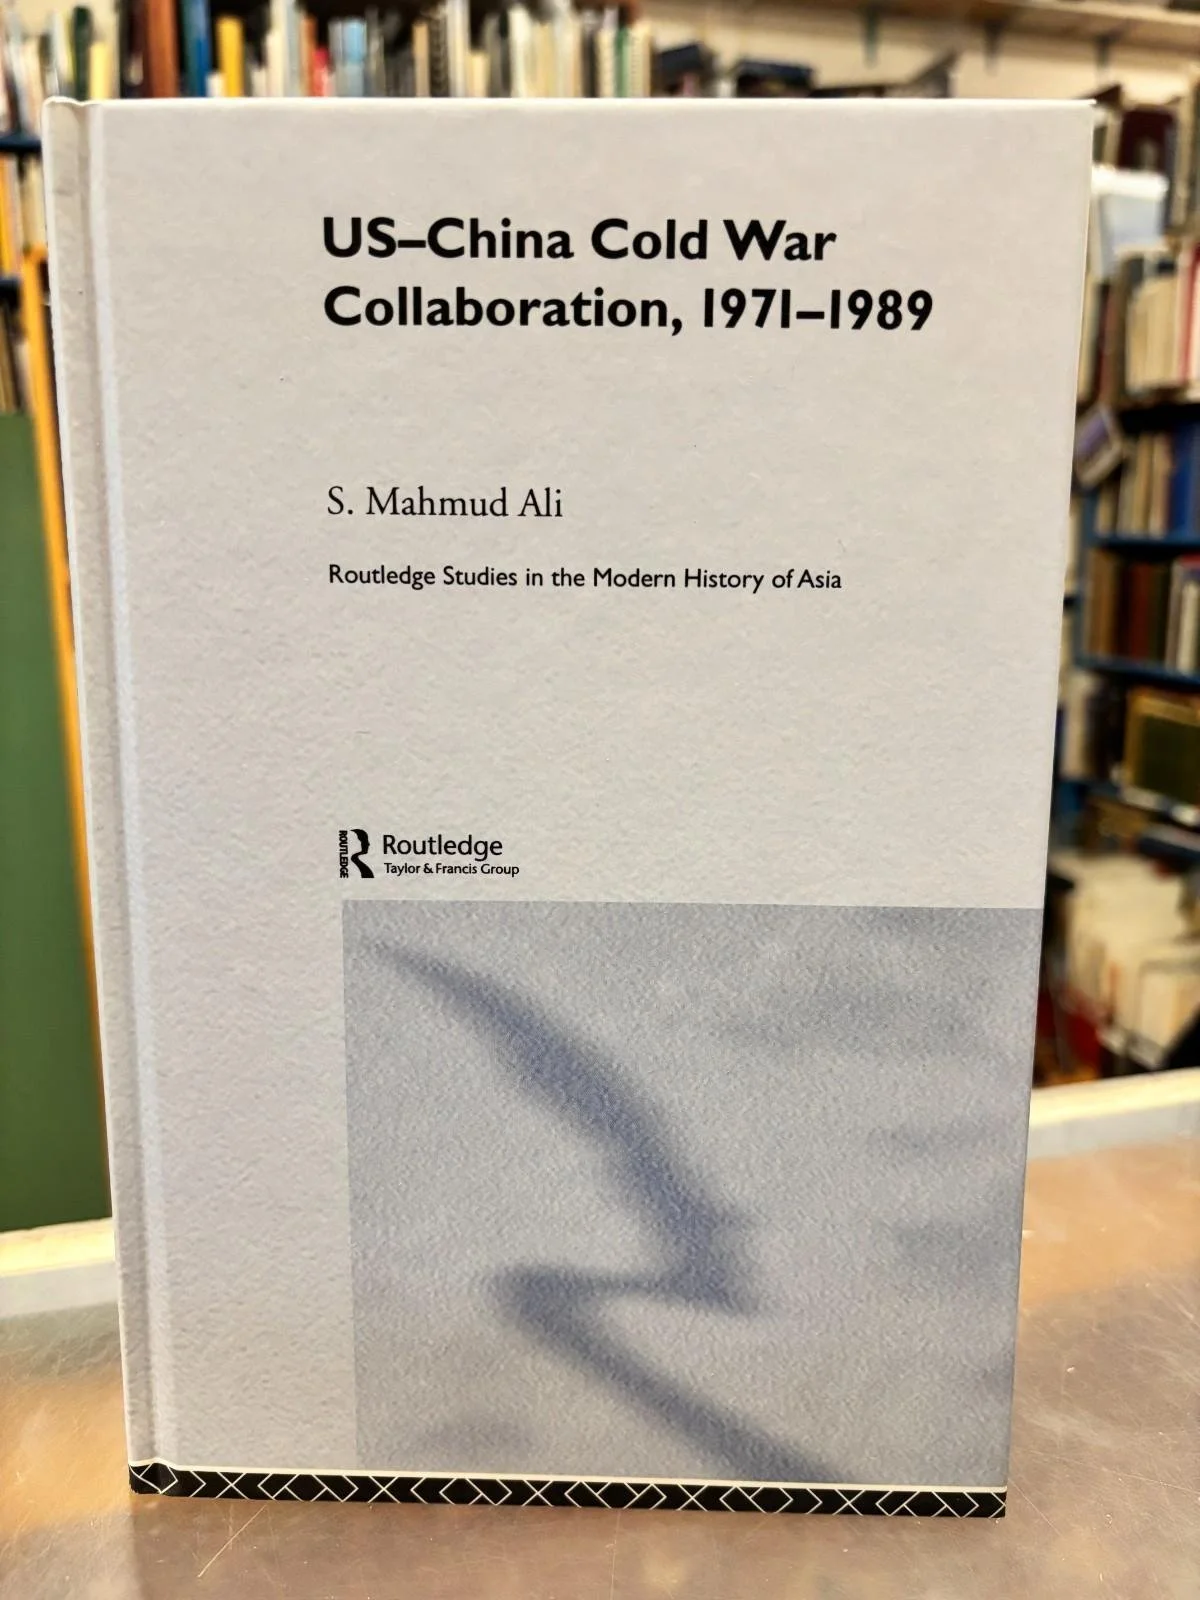 US–China Cold War
Collaboration, 1971–1989
S. Mahmud Ali
Routledge Studies in the Modern History of Asia
ROUTLEDGE
Routledge
Taylor & Francis Group